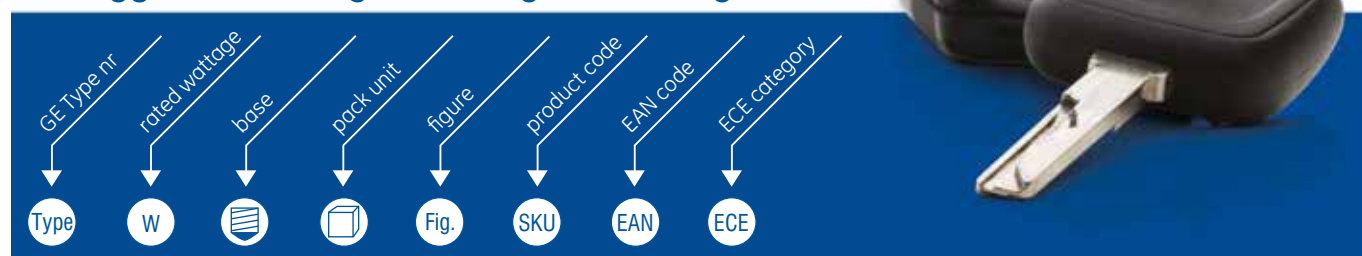 GE Type nr
rated wattage
base
pack unit
figure
product code
EAN code
ECE category
Type
W
Fig.
SKU
EAN
ECE